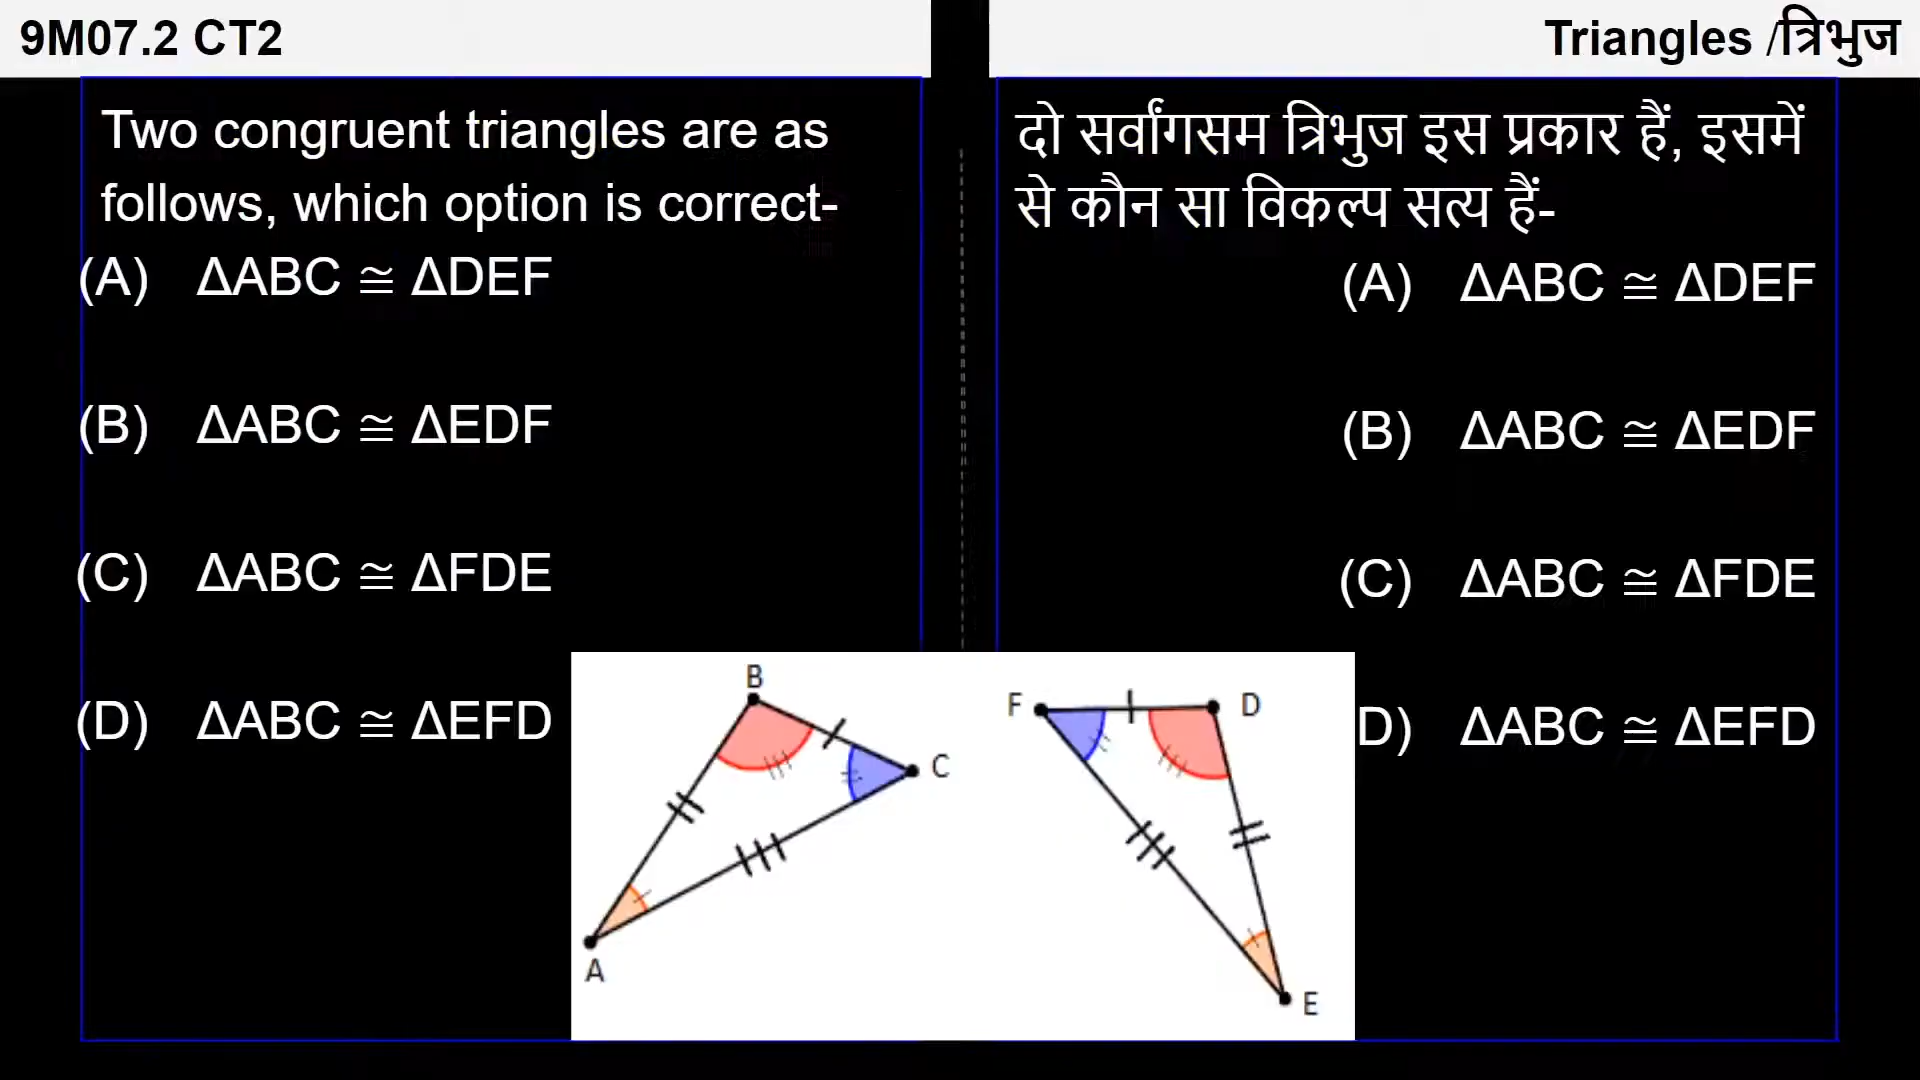 9M07.2 CT2
Triangles /त्रिभुज
Two congruent triangles are as
follows, which option is correct-
(A) ΔABC ≅ ΔDEF
(B) ΔABC ≅ ΔEDF
(C) ΔABC ≅ ΔFDE
(D) ΔABC ≅ ΔEFD
दो सर्वांगसम त्रिभुज इस प्रकार हैं, इसमें
से कौन सा विकल्प सत्य हैं-
(A) ΔABC ≅ ΔDEF
(B) ΔABC ≅ ΔEDF
(C) ΔABC ≅ ΔFDE
D) ΔABC ≅ ΔEFD
B
C
A
F
D
E